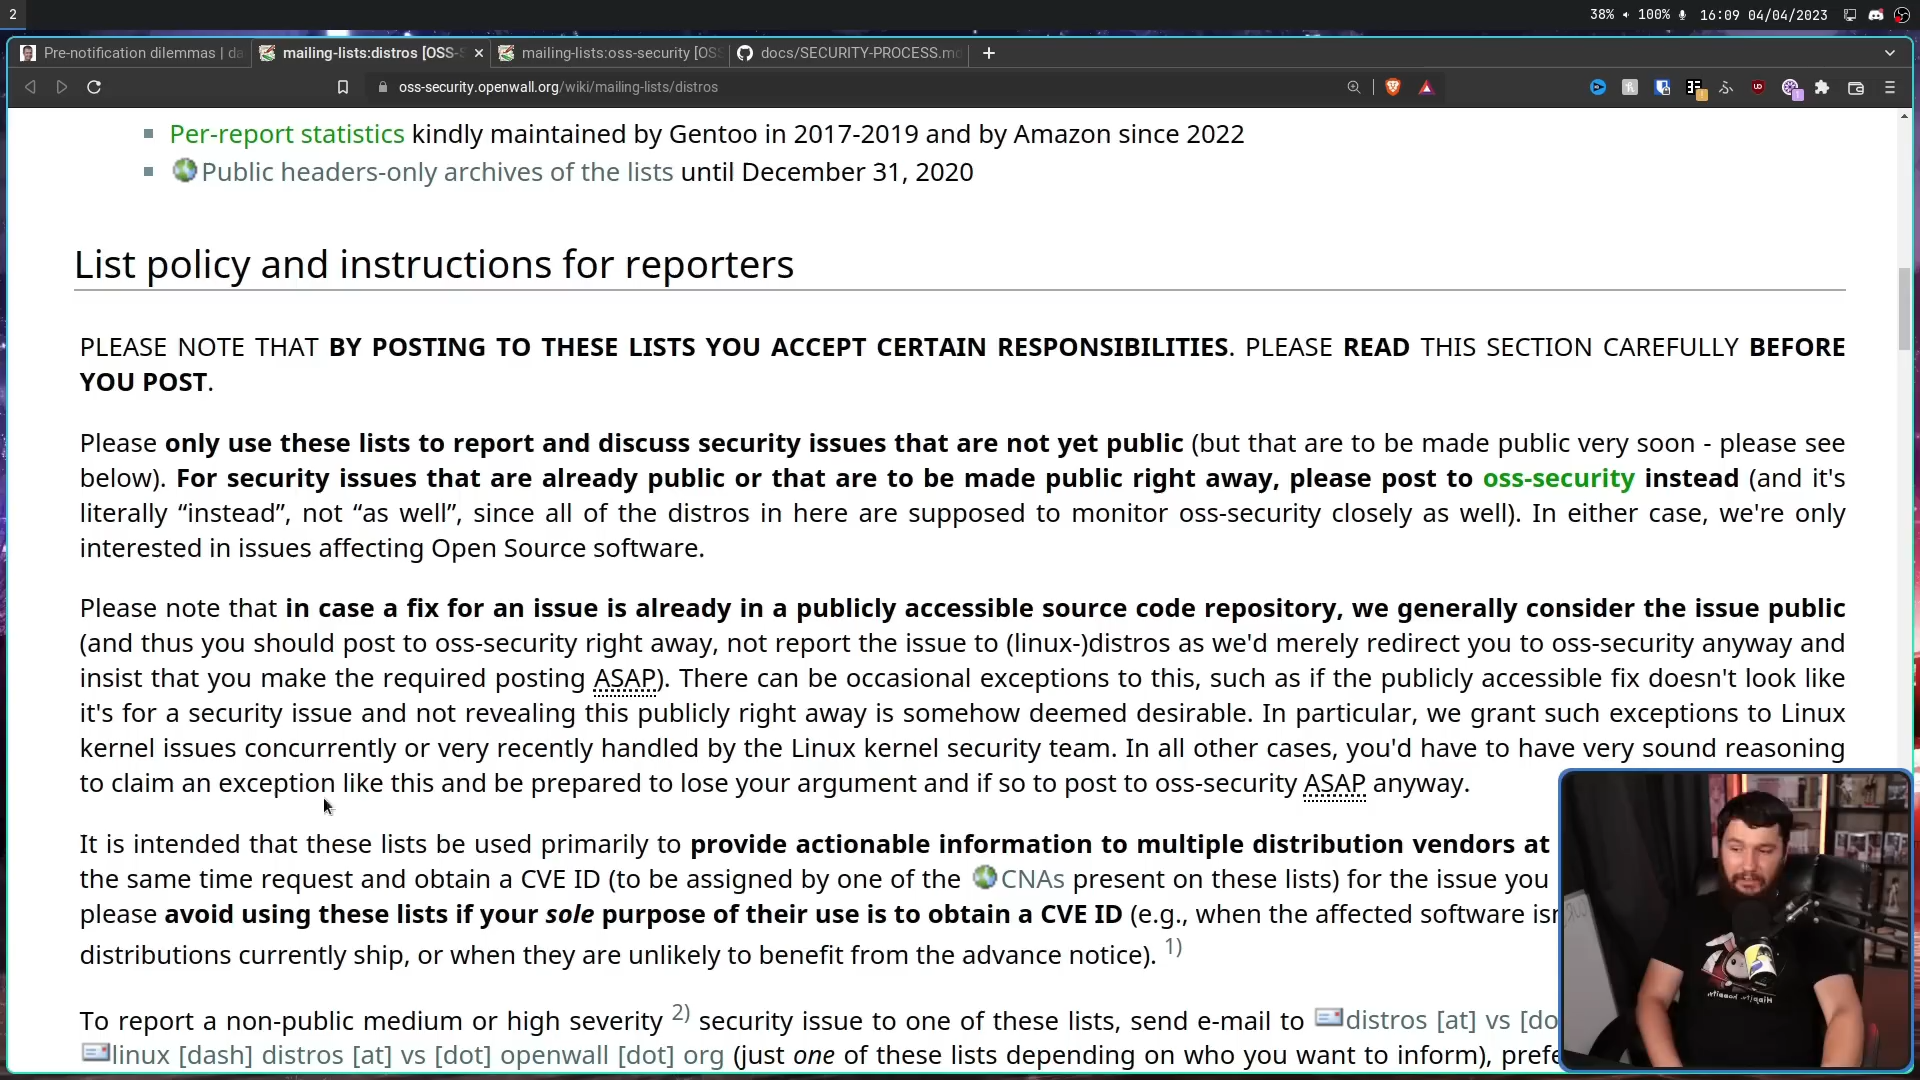 2
38%
100%
16:09 04/04/2023
Pre-notification dilemmas | da
mailing-lists:distros [OSS-S
mailing-lists:oss-security [OS
docs/SECURITY-PROCESS.md
oss-security.openwall.org/wiki/mailing-lists/distros
Per-report statistics kindly maintained by Gentoo in 2017-2019 and by Amazon since 2022
Public headers-only archives of the lists until December 31, 2020
List policy and instructions for reporters
PLEASE NOTE THAT BY POSTING TO THESE LISTS YOU ACCEPT CERTAIN RESPONSIBILITIES. PLEASE READ THIS SECTION CAREFULLY BEFORE
YOU POST.
Please only use these lists to report and discuss security issues that are not yet public (but that are to be made public very soon - please see
below). For security issues that are already public or that are to be made public right away, please post to oss-security instead (and it's
literally “instead”, not “as well”, since all of the distros in here are supposed to monitor oss-security closely as well). In either case, we're only
interested in issues affecting Open Source software.
Please note that in case a fix for an issue is already in a publicly accessible source code repository, we generally consider the issue public
(and thus you should post to oss-security right away, not report the issue to (linux-)distros as we'd merely redirect you to oss-security anyway and
insist that you make the required posting ASAP). There can be occasional exceptions to this, such as if the publicly accessible fix doesn't look like
it's for a security issue and not revealing this publicly right away is somehow deemed desirable. In particular, we grant such exceptions to Linux
kernel issues concurrently or very recently handled by the Linux kernel security team. In all other cases, you'd have to have very sound reasoning
to claim an exception like this and be prepared to lose your argument and if so to post to oss-security ASAP anyway.
It is intended that these lists be used primarily to provide actionable information to multiple distribution vendors at
the same time request and obtain a CVE ID (to be assigned by one of the CNAs present on these lists) for the issue you
please avoid using these lists if your sole purpose of their use is to obtain a CVE ID (e.g., when the affected software isn
distributions currently ship, or when they are unlikely to benefit from the advance notice). 1)
To report a non-public medium or high severity 2) security issue to one of these lists, send e-mail to distros [at] vs [do
linux [dash] distros [at] vs [dot] openwall [dot] org (just one of these lists depending on who you want to inform), prefe